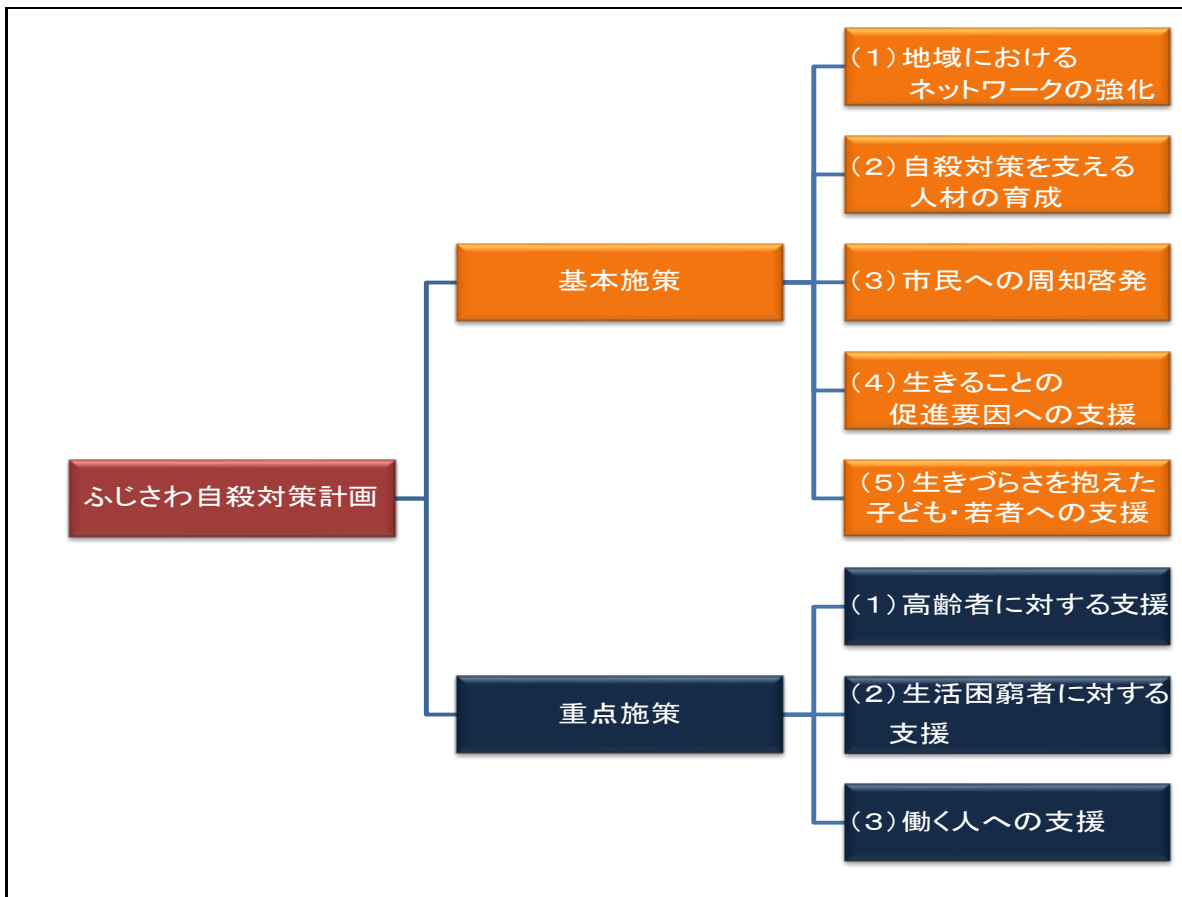 ふじさわ自殺対策計画
基本施策
(1)地域における
ネットワークの強化
(2)自殺対策を支える
人材の育成
(3)市民への周知啓発
(4)生きることの
促進要因への支援
(5)生きづらさを抱えた
子ども・若者への支援
重点施策
(1)高齢者に対する支援
(2)生活困窮者に対する
支援
(3)働く人への支援